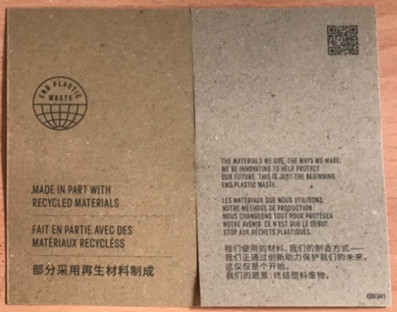 END PLASTIC
WASTE
MADE IN PART WITH
RECYCLED MATERIALS
FAIT EN PARTIE AVEC DES
MATÉRIAUX RECYCLÉSS
部分采用再生材料制成
THE MATERIALS WE USE, THE WAYS WE MAKE.
WE BE INNOVATING TO HELP PROTECT
OUR FUTURE. THIS IS JUST THE BEGINNING.
END PLASTIC WASTE.
LES MATÉRIAUX QUE NOUS UTILISONS.
NOTRE MÉTHODE DE PRODUCTION
NOUS CHANGEONS TOUT POUR PROTÉGER
NOTRE AVENIR. CE N'EST QUE LE DÉBUT.
STOP AUX DÉCHETS PLASTIQUES.
我们使用的材料、我们的制造方式—
我们正通过创新助力保护我们的未来。
这仅仅是个开始。
我们的愿景:终结塑料废物。